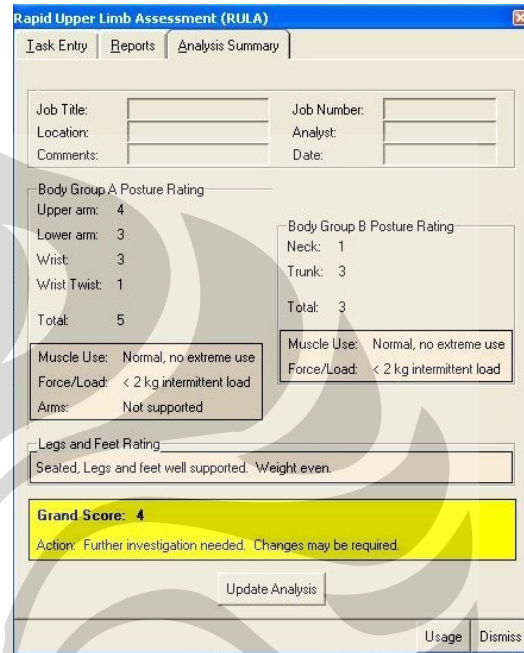 Rapid Upper Limb Assessment (RULA)
Task Entry Reports Analysis Summary
Job Title: Job Number:
Location: Analyst:
Comments: Date:
Body Group A Posture Rating
Upper arm: 4
Lower arm: 3
Wrist: 3
Wrist Twist: 1
Total: 5
Muscle Use: Normal, no extreme use
Force/Load: < 2 kg intermittent load
Arms: Not supported
Body Group B Posture Rating
Neck: 1
Trunk: 3
Total: 3
Muscle Use: Normal, no extreme use
Force/Load: < 2 kg intermittent load
Legs and Feet Rating
Seated, Legs and feet well supported. Weight even.
Grand Score: 4
Action: Further investigation needed. Changes may be required.
Update Analysis
Usage Dismiss